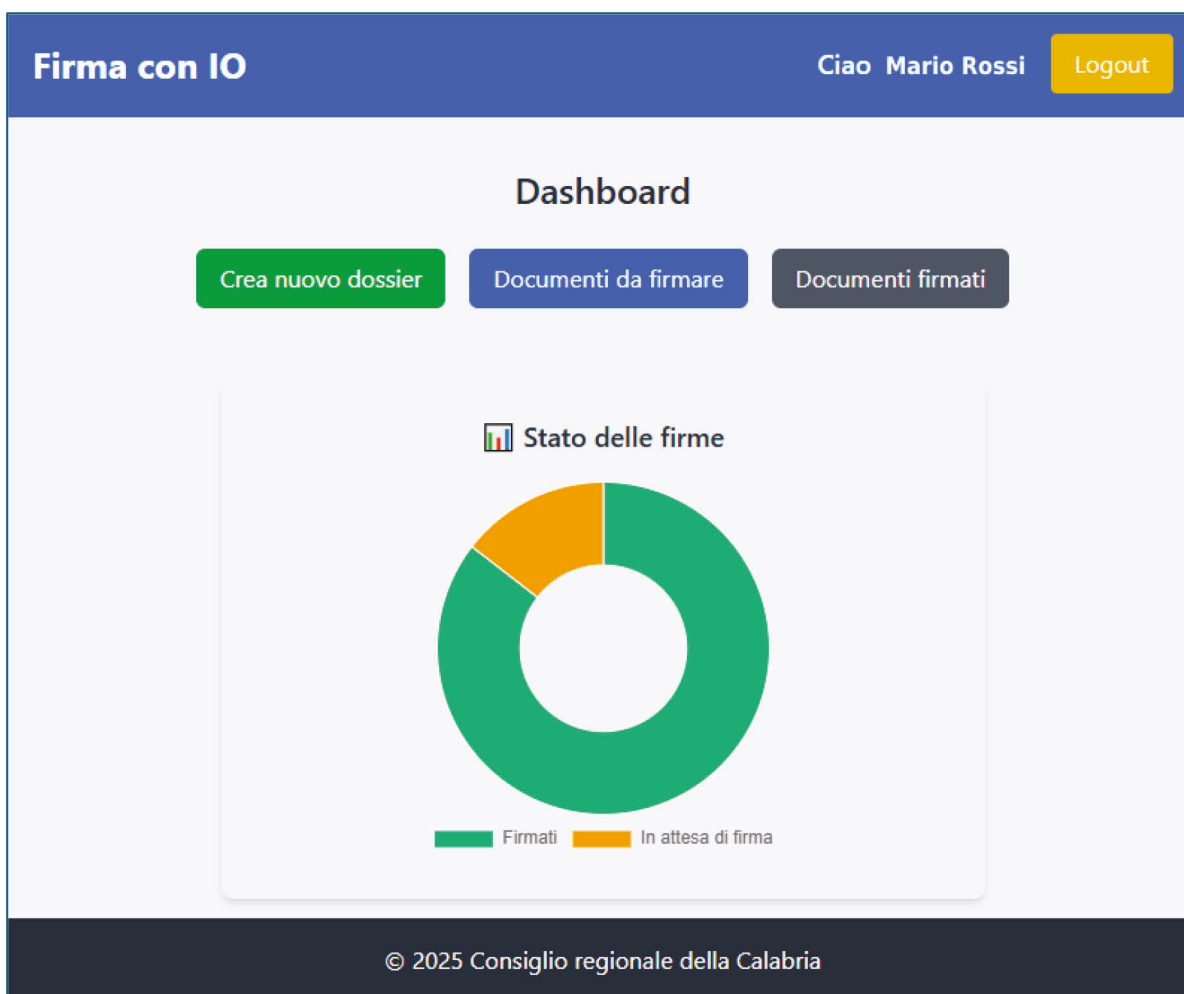 Firma con IO
Ciao Mario Rossi
Logout
Dashboard
Crea nuovo dossier
Documenti da firmare
Documenti firmati
Stato delle firme
Firmati
In attesa di firma
© 2025 Consiglio regionale della Calabria